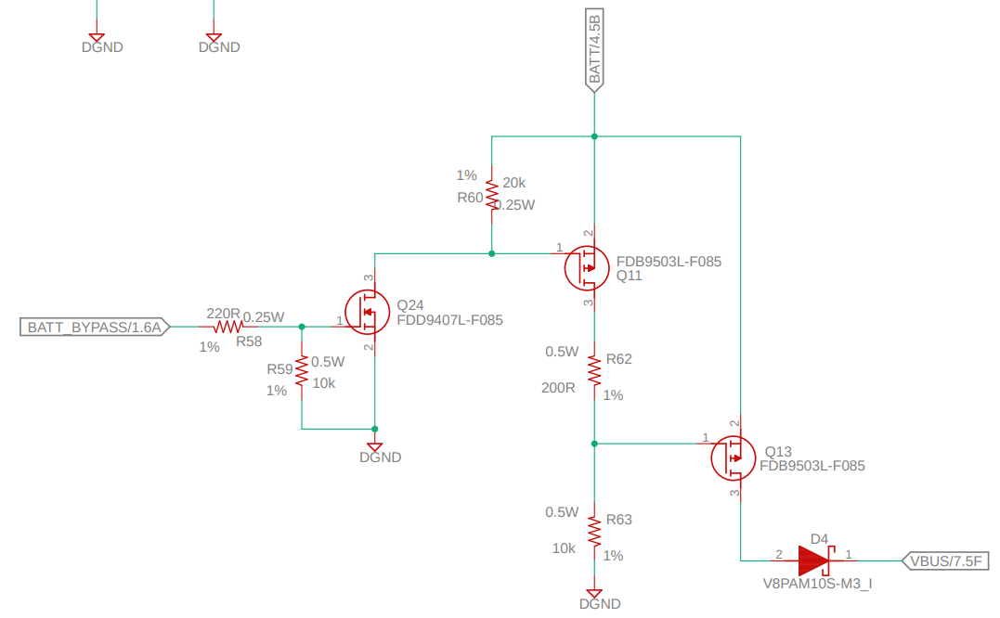 DGND
DGND
BATT/4.5B
1%
20k
R60
0.25W
2
1
FDB9503L-F085
Q11
3
3
220R
0.25W
BATT_BYPASS/1.6A
1%
R58
1
Q24
FDD9407L-F085
2
R59
0.5W
10k
1%
DGND
0.5W
R62
200R
1%
2
1
Q13
FDB9503L-F085
3
0.5W
R63
10k
1%
DGND
D4
2
1
V8PAM10S-M3_I
VBUS/7.5F